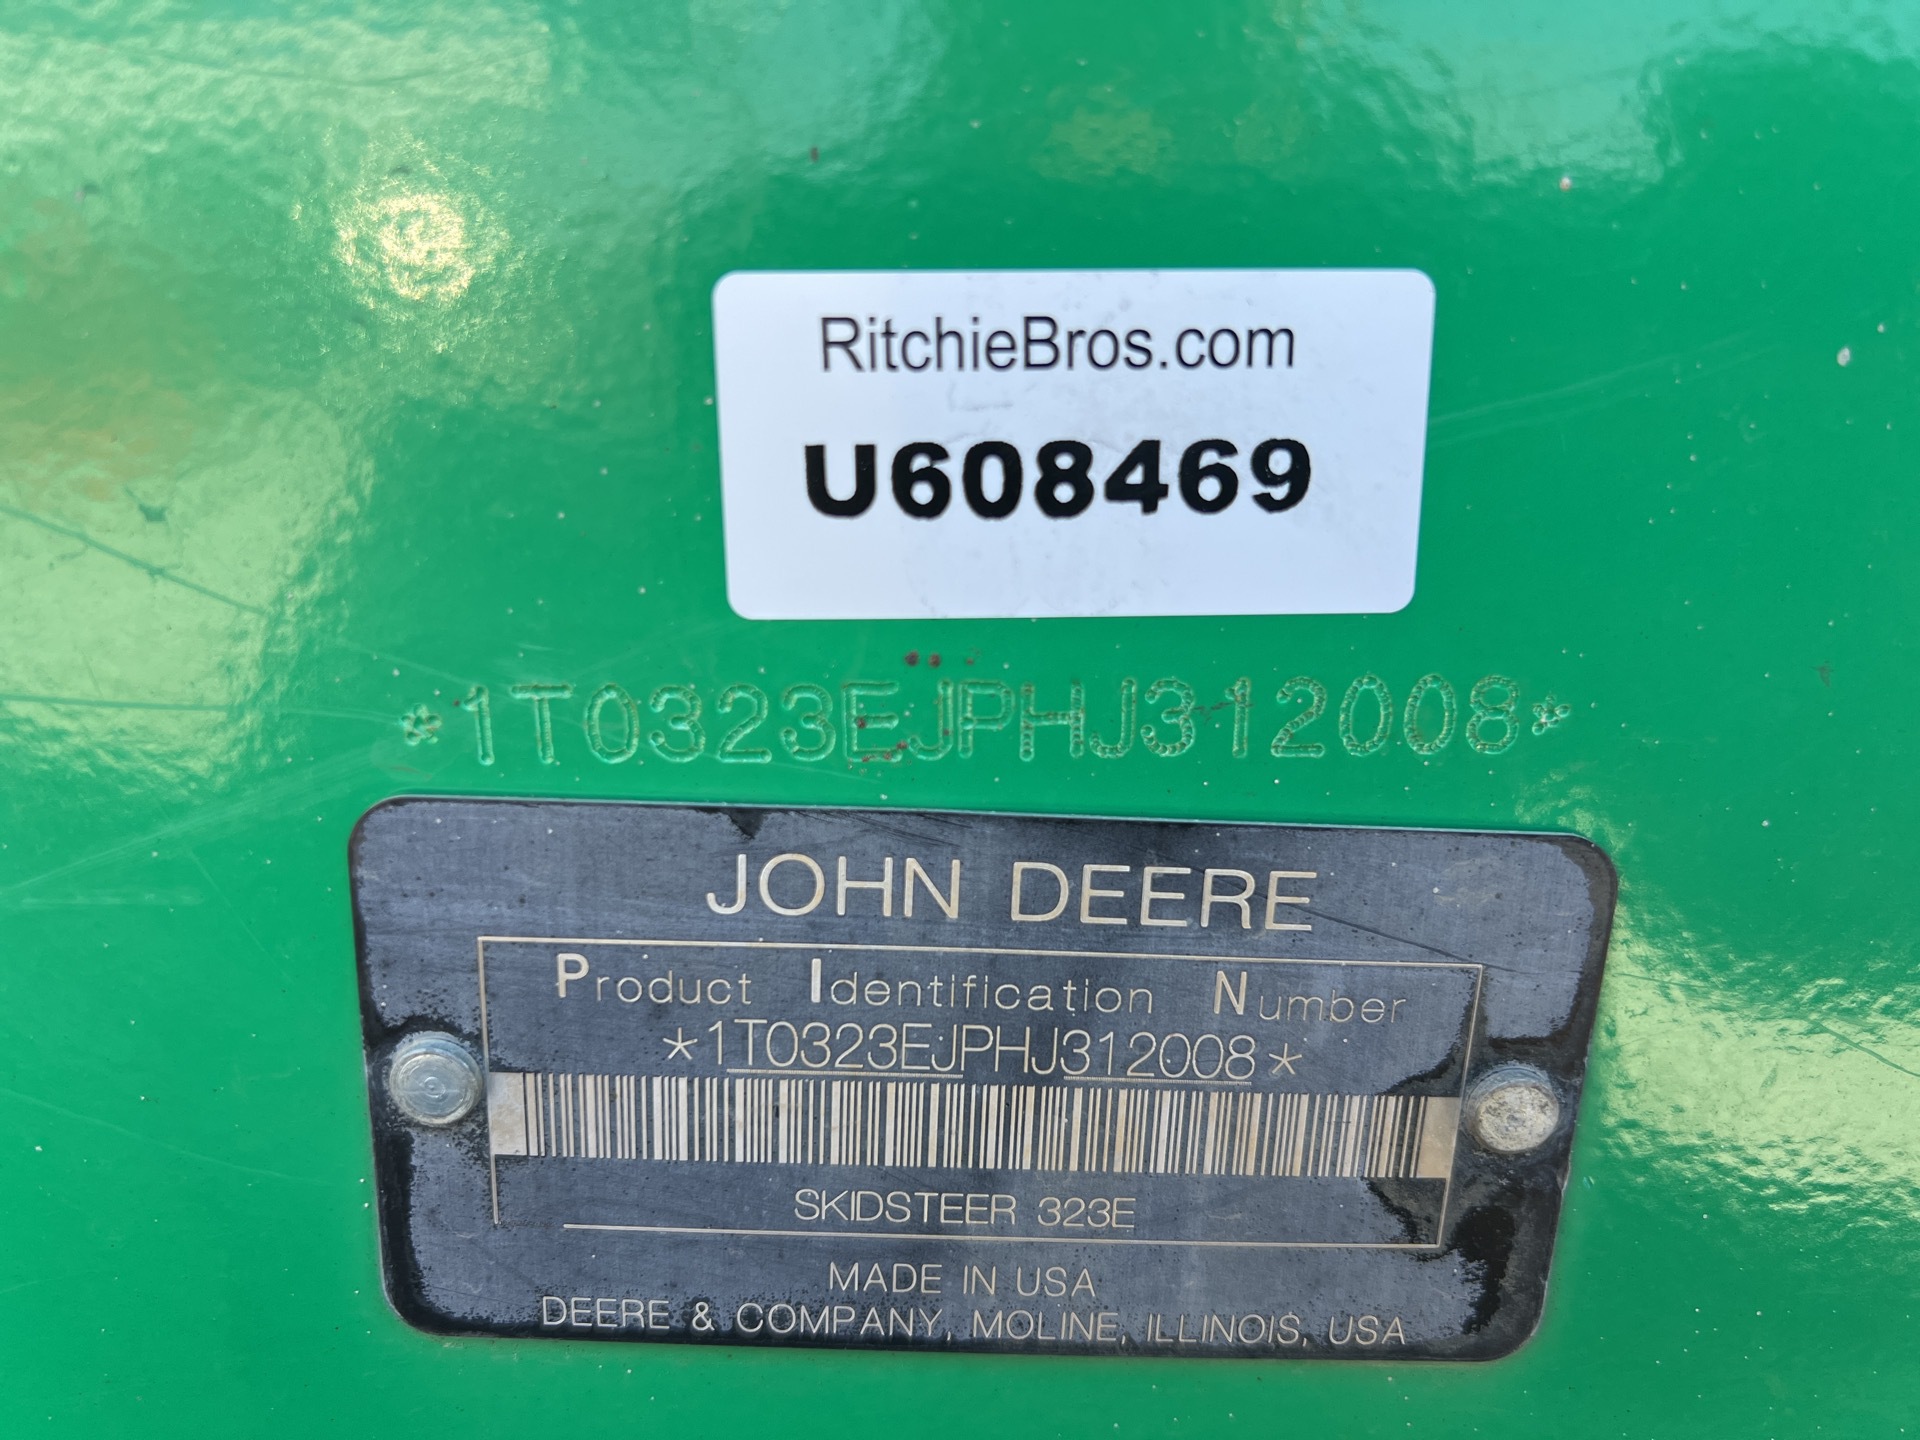 RitchieBros.com
U608469
*1T0323EJPHJ312008*
JOHN DEERE
Product Identification Number
*1T0323EJPHJ312008*
SKIDSTEER 323E
MADE IN USA
DEERE & COMPANY, MOLINE, ILLINOIS, USA